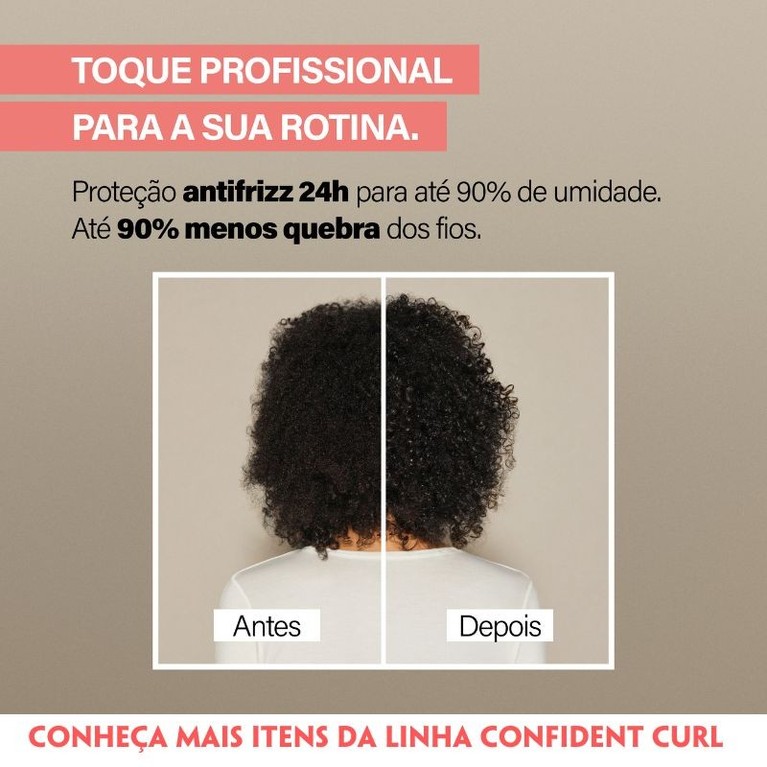 TOQUE PROFISSIONAL
PARA A SUA ROTINA.
Proteção antifrizz 24h para até 90% de umidade.
Até 90% menos quebra dos fios.
Antes
Depois
CONHEÇA MAIS ITENS DA LINHA CONFIDENT CURL